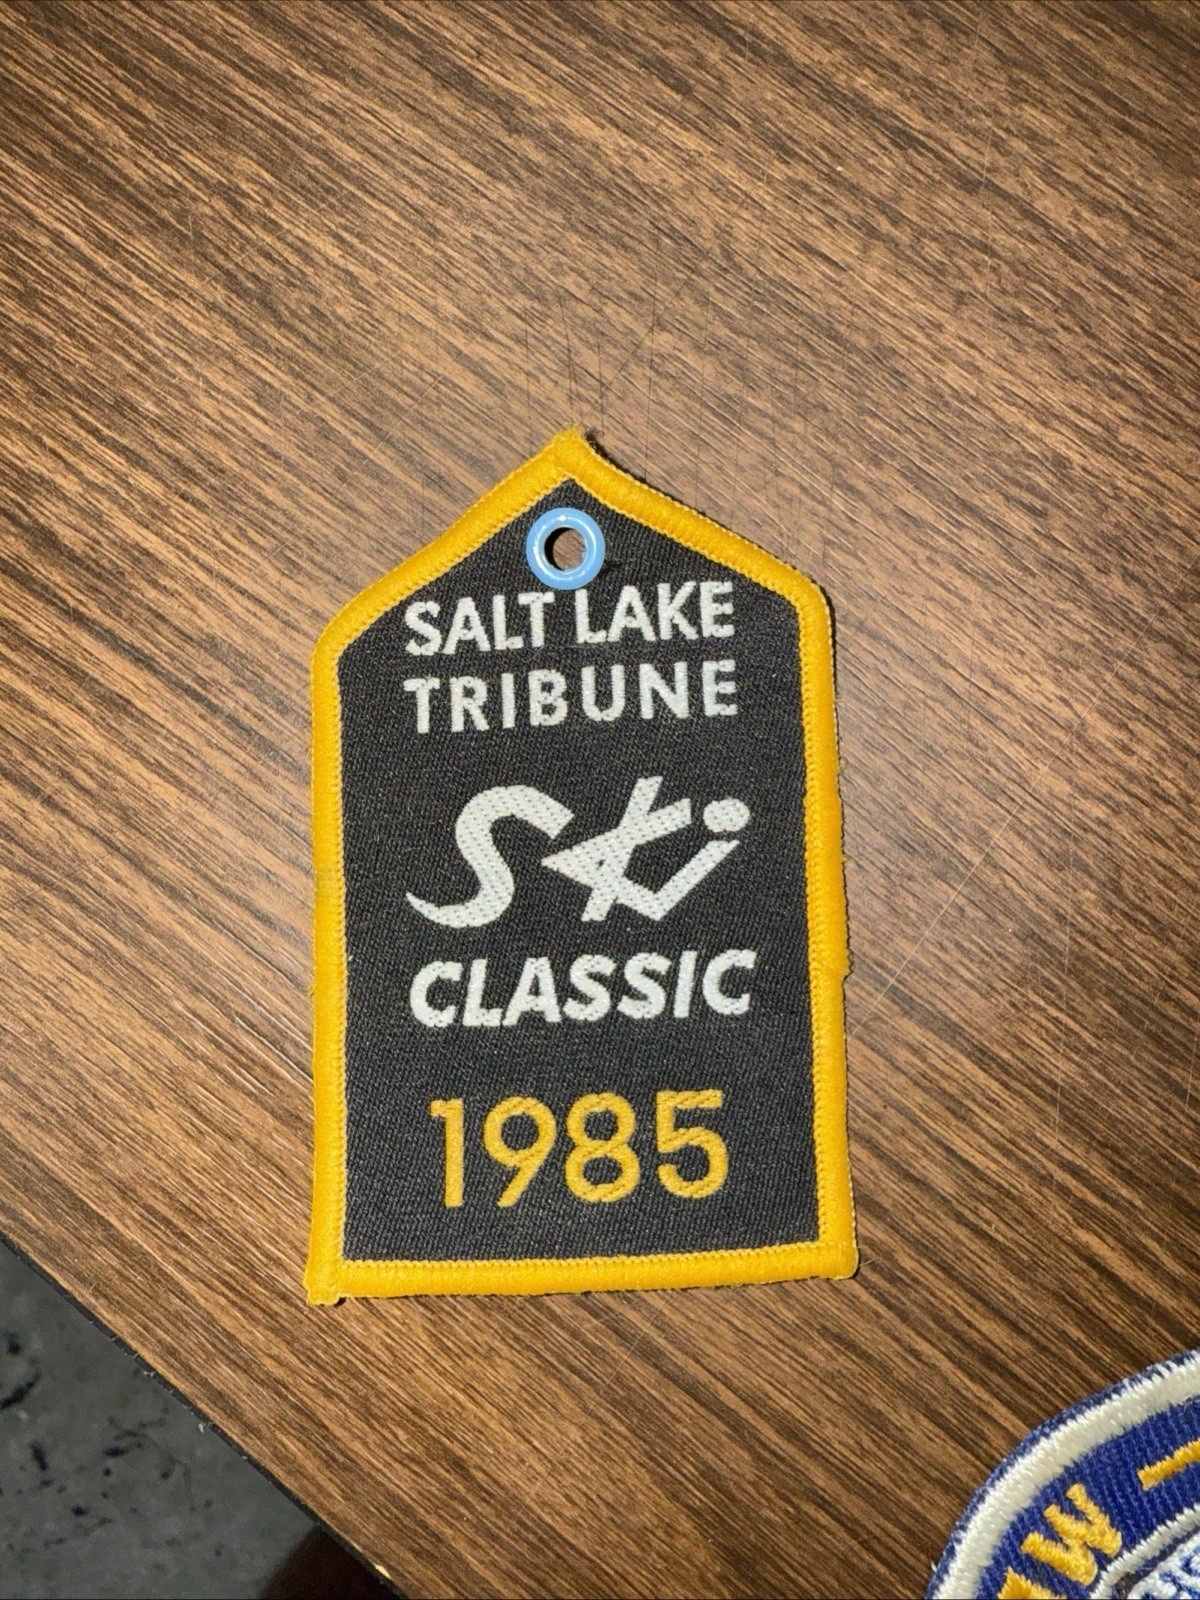 SALT LAKE
TRIBUNE
Ski
CLASSIC
1985